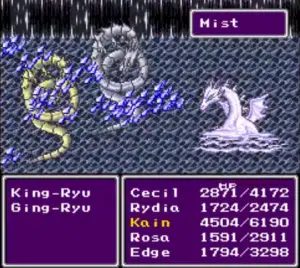 Mist
King-Ryu
Ging-Ryu
HP
Cecil 2871/4172
Rydia 1724/2474
Kain 4504/6190
Rosa 1591/2911
Edge 1794/3298